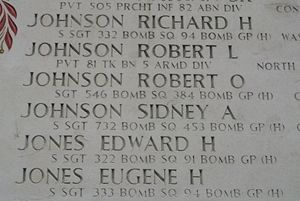 PVT 505 PRCHT INF 82 ABN DIV
JOHNSON RICHARD H
S SGT 332 BOMB SQ 94 BOMB GP (H)
JOHNSON ROBERT L
PVT 81 TK BN 5 ARMD DIV NORTH
JOHNSON ROBERT O
SGT 546 BOMB SQ 384 BOMB GP (H)
JOHNSON SIDNEY A
S SGT 732 BOMB SQ 453 BOMB GP (H)
JONES EDWARD H
S SGT 322 BOMB SQ 91 BOMB GP (H)
JONES EUGENE H
S SGT 333 BOMB SQ 94 BOMB GP (H)